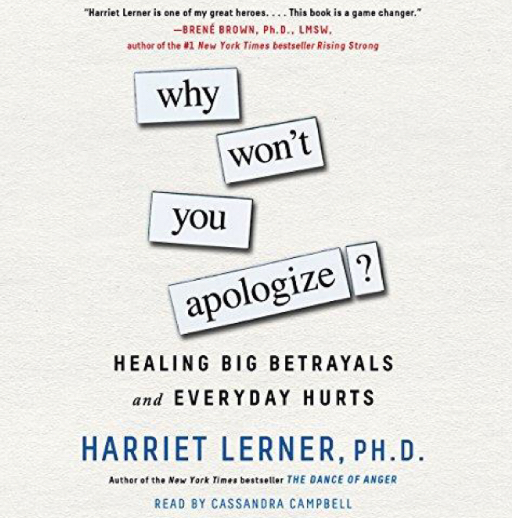 "Harriet Lerner is one of my great heroes. . . . This book is a game changer."
—BRENÉ BROWN, Ph.D., LMSW,
author of the #1 New York Times bestseller Rising Strong
why
won't
you
apologize ?
HEALING BIG BETRAYALS
and EVERYDAY HURTS
HARRIET LERNER, PH.D.
Author of the New York Times bestseller THE DANCE OF ANGER
READ BY CASSANDRA CAMPBELL